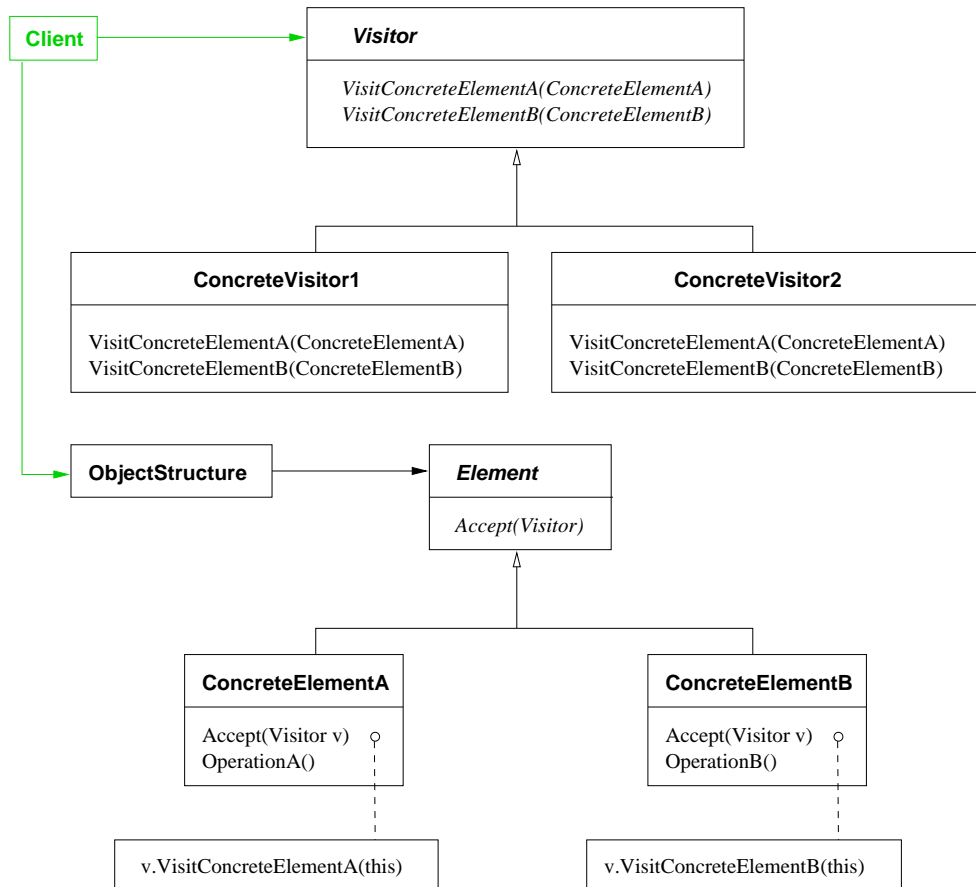 Client
Visitor
VisitConcreteElementA(ConcreteElementA)
VisitConcreteElementB(ConcreteElementB)
ConcreteVisitor1
VisitConcreteElementA(ConcreteElementA)
VisitConcreteElementB(ConcreteElementB)
ConcreteVisitor2
VisitConcreteElementA(ConcreteElementA)
VisitConcreteElementB(ConcreteElementB)
ObjectStructure
Element
Accept(Visitor)
ConcreteElementA
Accept(Visitor v)
OperationA()
ConcreteElementB
Accept(Visitor v)
OperationB()
v.VisitConcreteElementA(this)
v.VisitConcreteElementB(this)